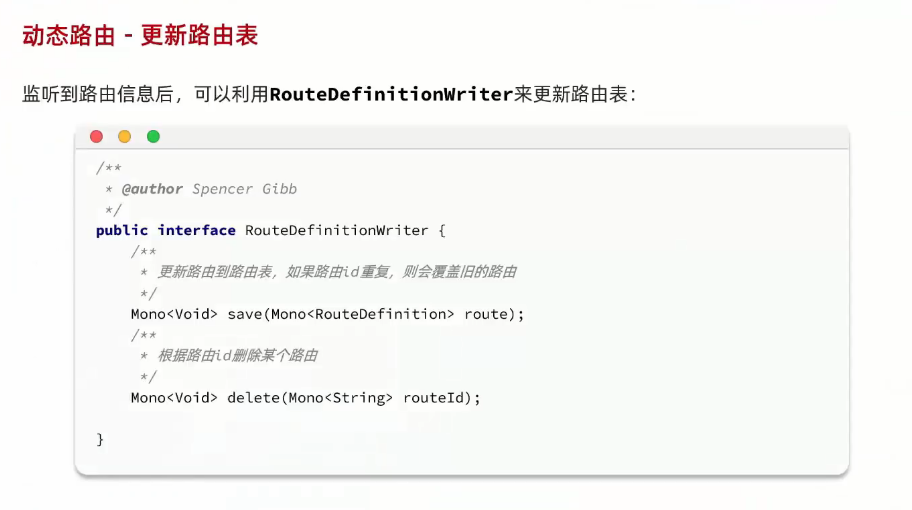 动态路由 - 更新路由表
监听到路由信息后，可以利用RouteDefinitionWriter来更新路由表：
/**
 * @author Spencer Gibb
 */
public interface RouteDefinitionWriter {
    /**
     * 更新路由到路由表，如果路由id重复，则会覆盖旧的路由
     */
    Mono<Void> save(Mono<RouteDefinition> route);
    /**
     * 根据路由id删除某个路由
     */
    Mono<Void> delete(Mono<String> routeId);
}